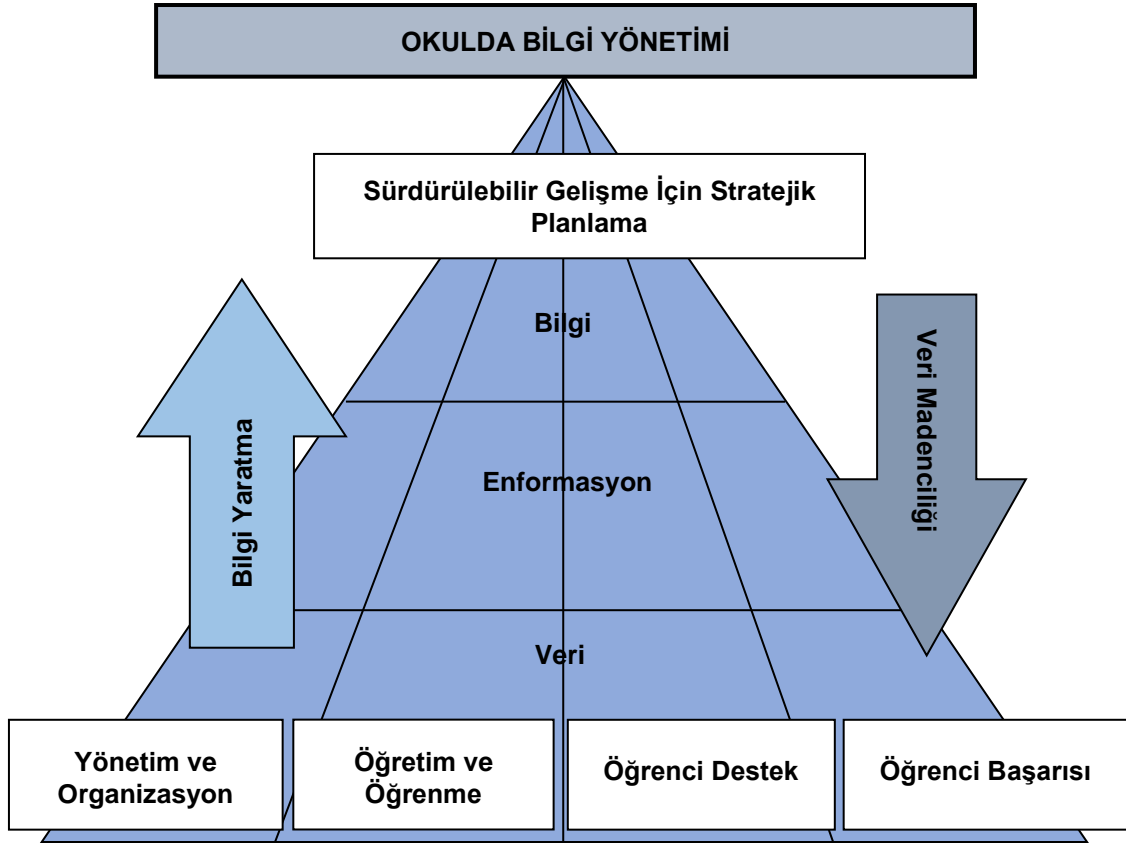 OKULDA BİLGİ YÖNETİMİ
Sürdürülebilir Gelişme İçin Stratejik
Planlama
Bilgi
Enformasyon
Veri
Bilgi Yaratma
Veri Madenciliği
Yönetim ve
Organizasyon
Öğretim ve
Öğrenme
Öğrenci Destek
Öğrenci Başarısı